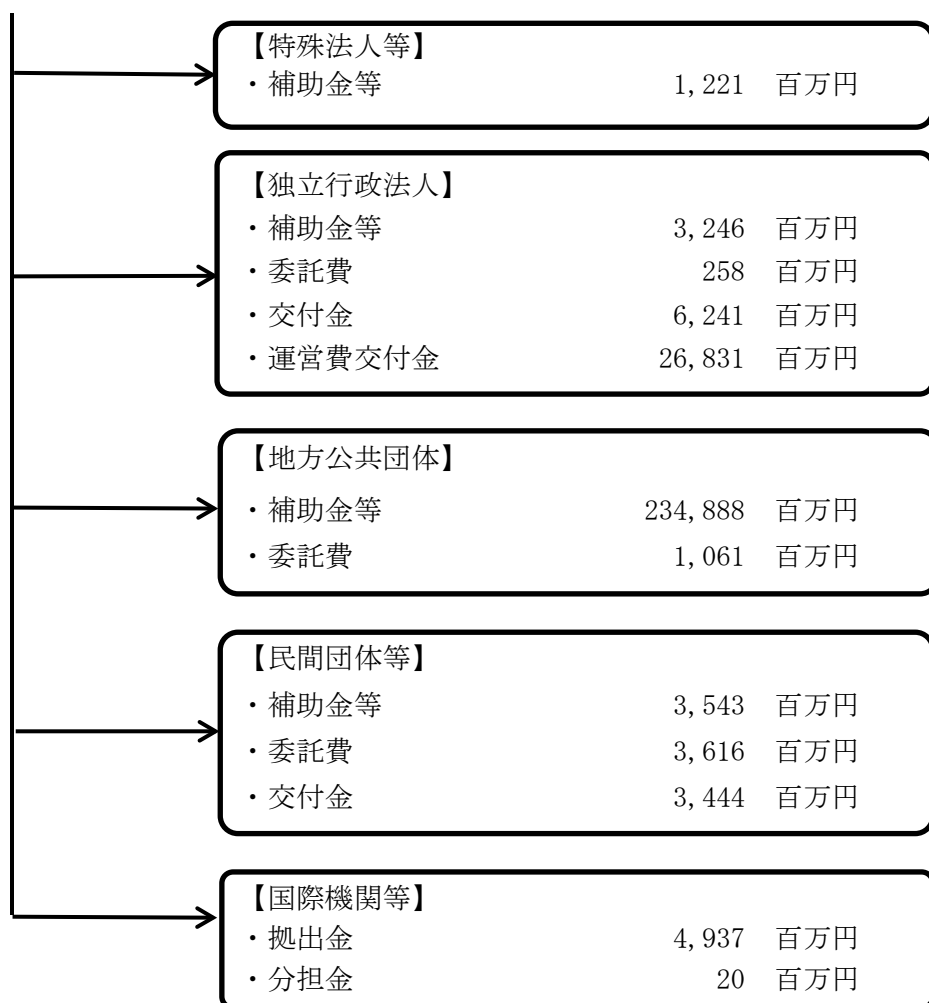 【特殊法人等】
・補助金等 1,221 百万円
【独立行政法人】
・補助金等 3,246 百万円
・委託費 258 百万円
・交付金 6,241 百万円
・運営費交付金 26,831 百万円
【地方公共団体】
・補助金等 234,888 百万円
・委託費 1,061 百万円
【民間団体等】
・補助金等 3,543 百万円
・委託費 3,616 百万円
・交付金 3,444 百万円
【国際機関等】
・拠出金 4,937 百万円
・分担金 20 百万円